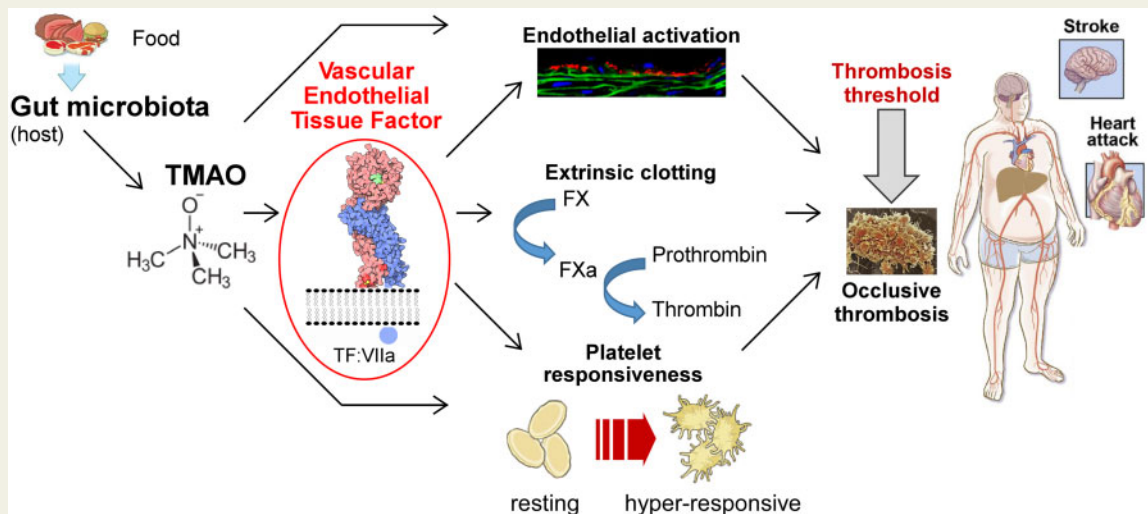 Food
Gut microbiota
(host)
TMAO
O-
N+
H3C
CH3
CH3
Vascular
Endothelial
Tissue Factor
TF:VIIa
Endothelial activation
Extrinsic clotting
FX
FXa
Prothrombin
Thrombin
Platelet
responsiveness
resting
hyper-responsive
Thrombosis
threshold
Occlusive
thrombosis
Stroke
Heart
attack